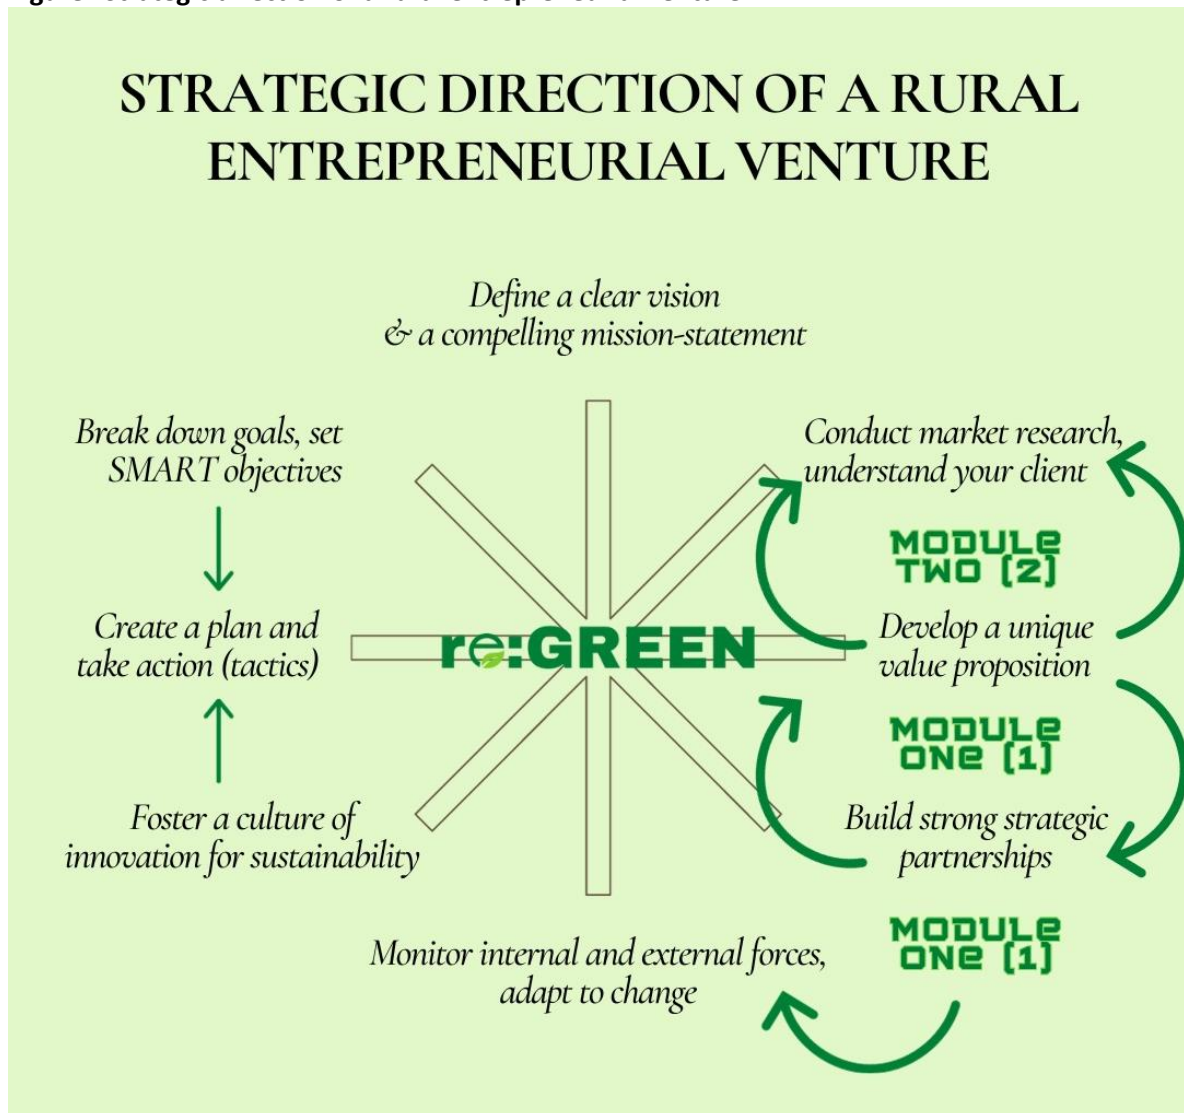 STRATEGIC DIRECTION OF A RURAL
ENTREPRENEURIAL VENTURE
Define a clear vision
& a compelling mission-statement
Break down goals, set
SMART objectives
Conduct market research,
understand your client
MODULE
TWO (2)
Create a plan and
take action (tactics)
re:GREEN
Develop a unique
value proposition
MODULE
ONE (1)
Foster a culture of
innovation for sustainability
Build strong strategic
partnerships
MODULE
ONE (1)
Monitor internal and external forces,
adapt to change